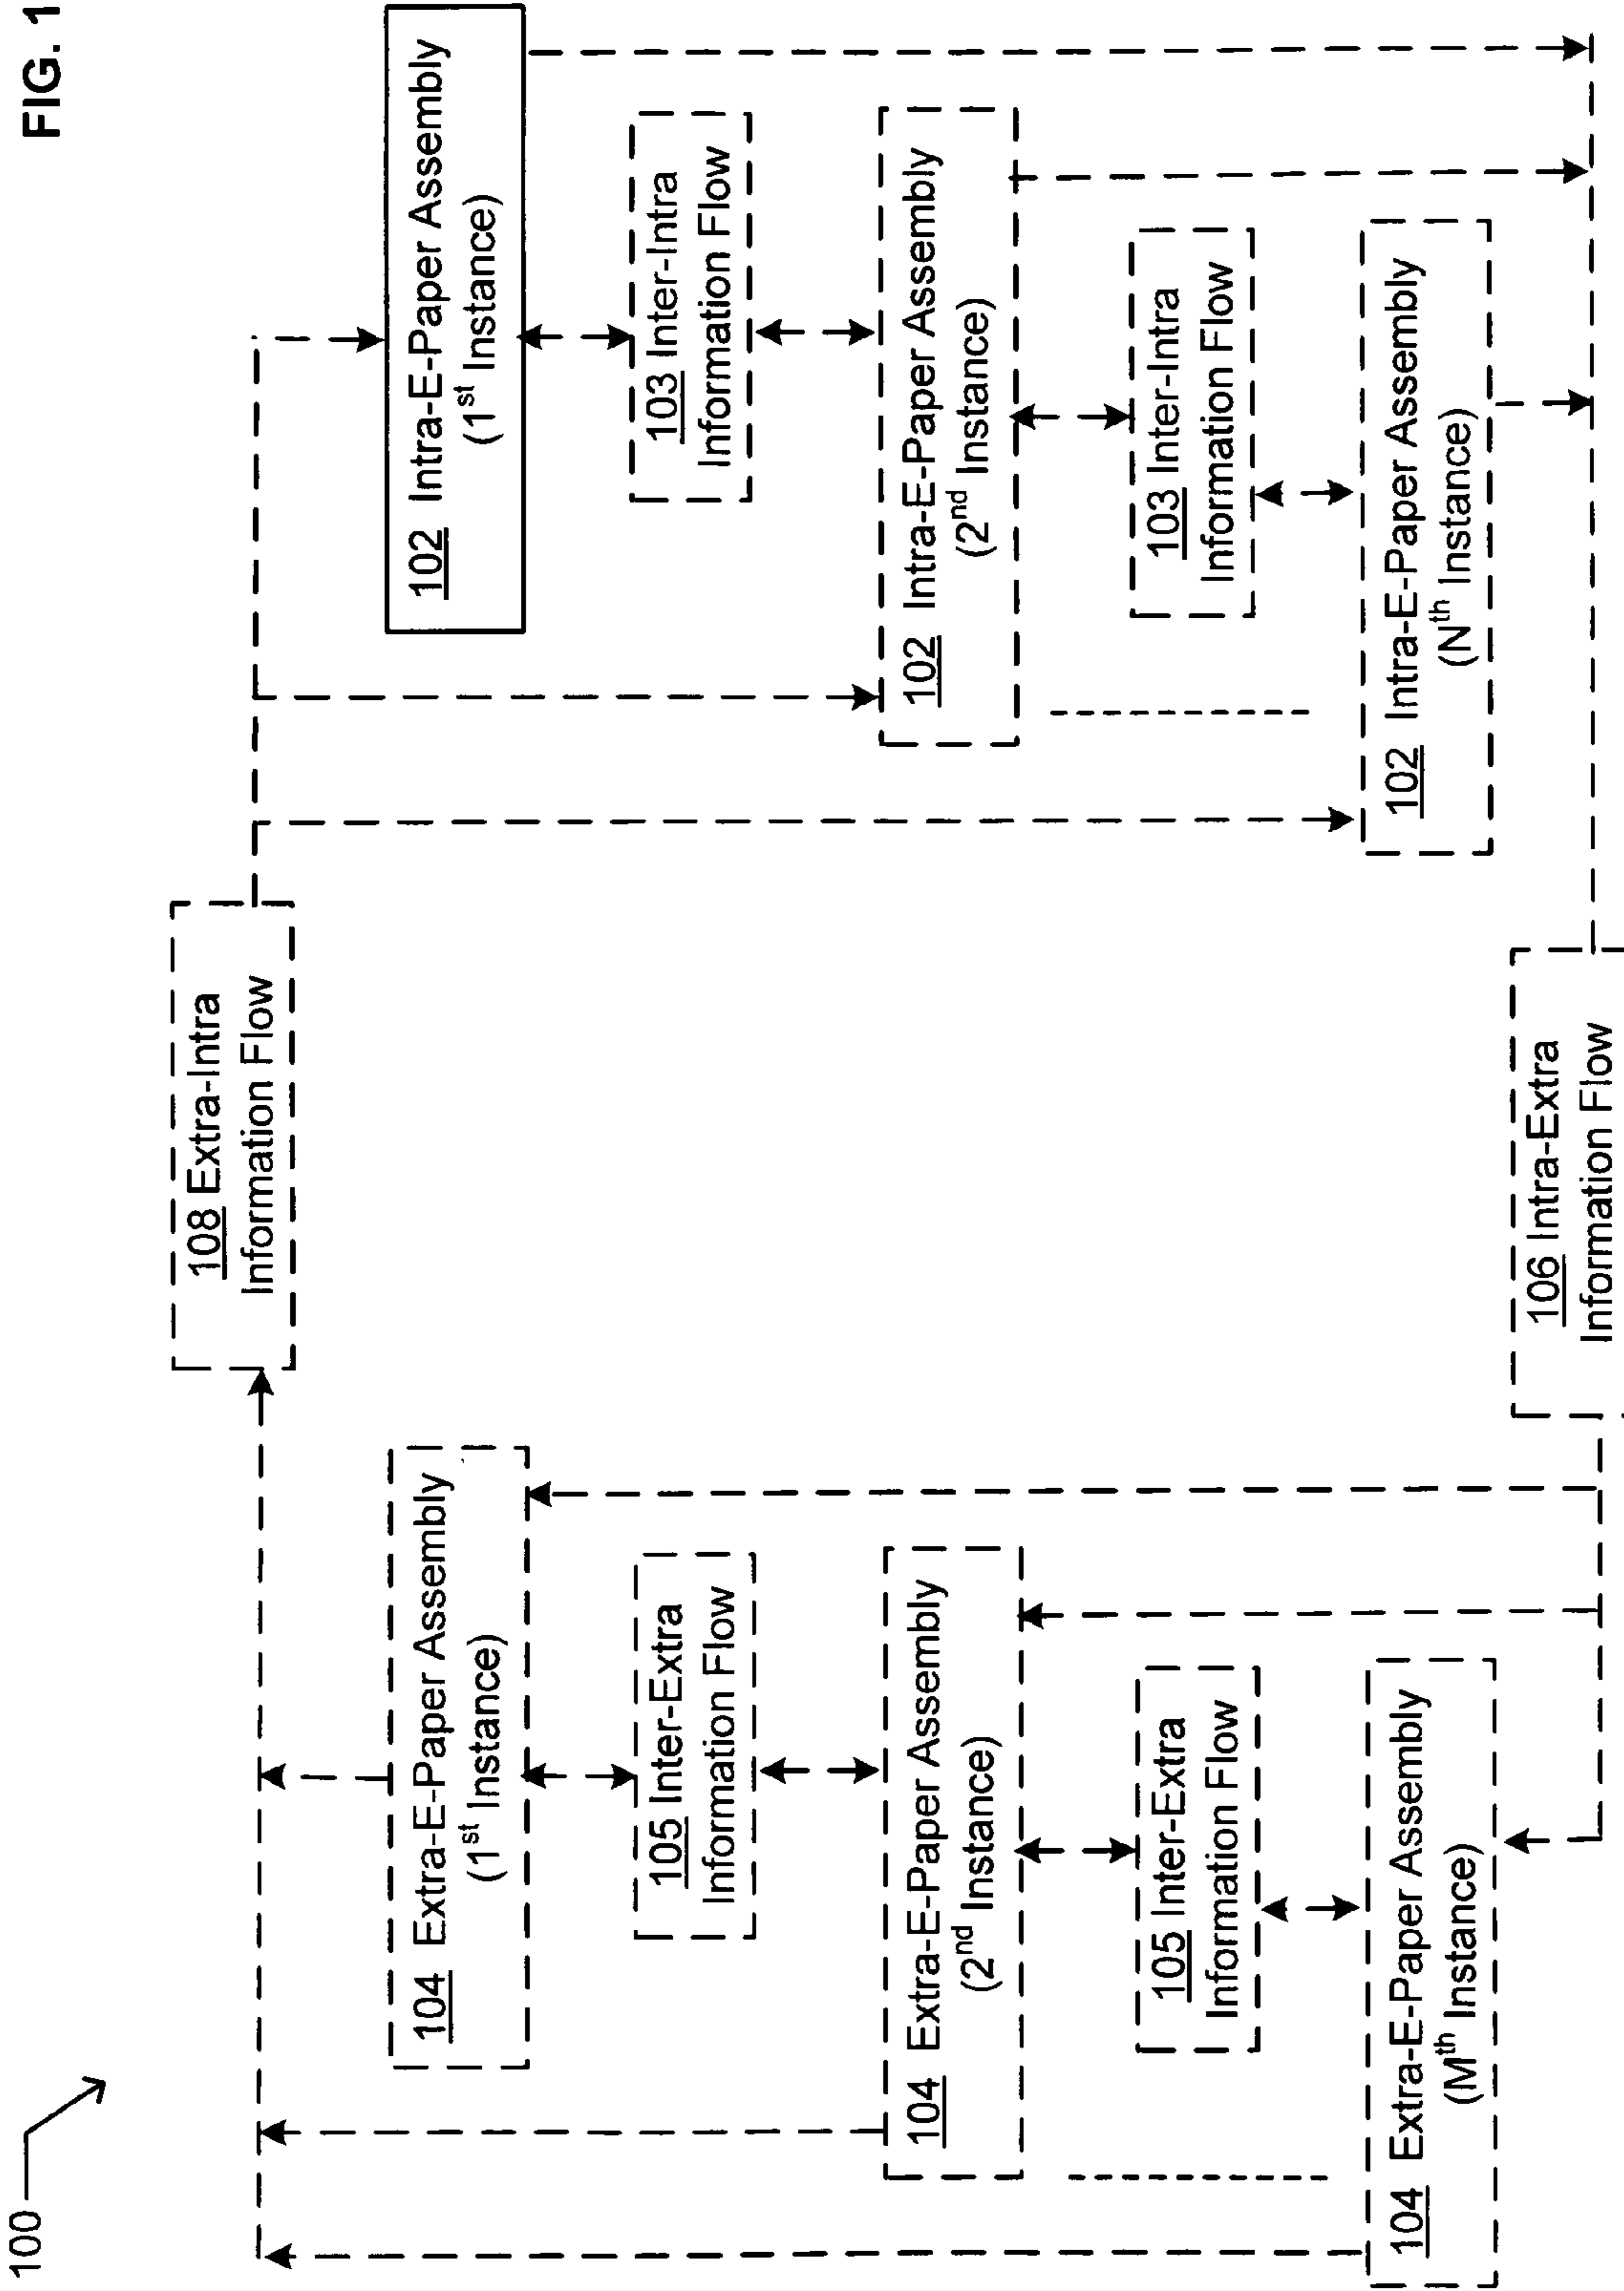 100
FIG. 1
108 Extra-Intra
Information Flow
104 Extra-E-Paper Assembly
(1st Instance)
102 Intra-E-Paper Assembly
(1st Instance)
105 Inter-Extra
Information Flow
103 Inter-Intra
Information Flow
104 Extra-E-Paper Assembly
(2nd Instance)
102 Intra-E-Paper Assembly
(2nd Instance)
105 Inter-Extra
Information Flow
103 Inter-Intra
Information Flow
104 Extra-E-Paper Assembly
(Mth Instance)
102 Intra-E-Paper Assembly
(Nth Instance)
106 Intra-Extra
Information Flow